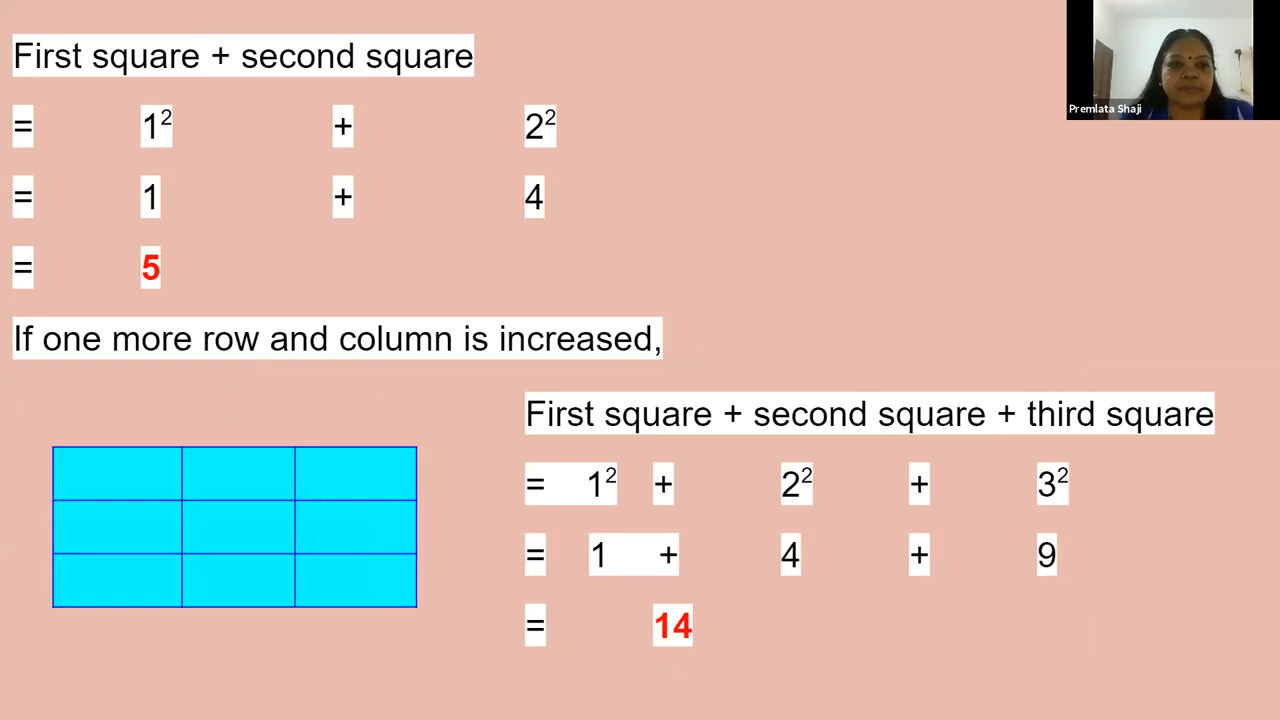 First square + second square
= 1² + 2²
= 1 + 4
= 5
If one more row and column is increased,
First square + second square + third square
= 1² + 2² + 3²
= 1 + 4 + 9
= 14
Premlata Shaji